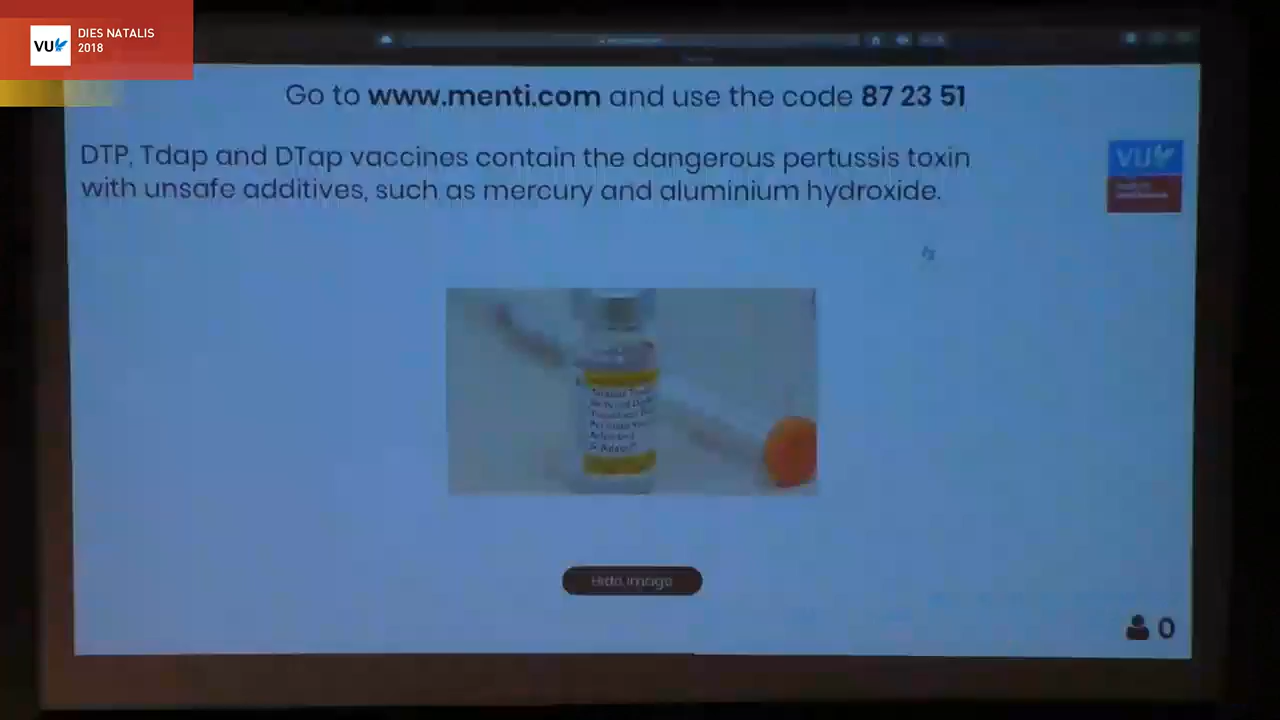 VU
DIES NATALIS
2018
Go to www.menti.com and use the code 87 23 51
DTP, Tdap and DTap vaccines contain the dangerous pertussis toxin
with unsafe additives, such as mercury and aluminium hydroxide.
VU
Hide image
0